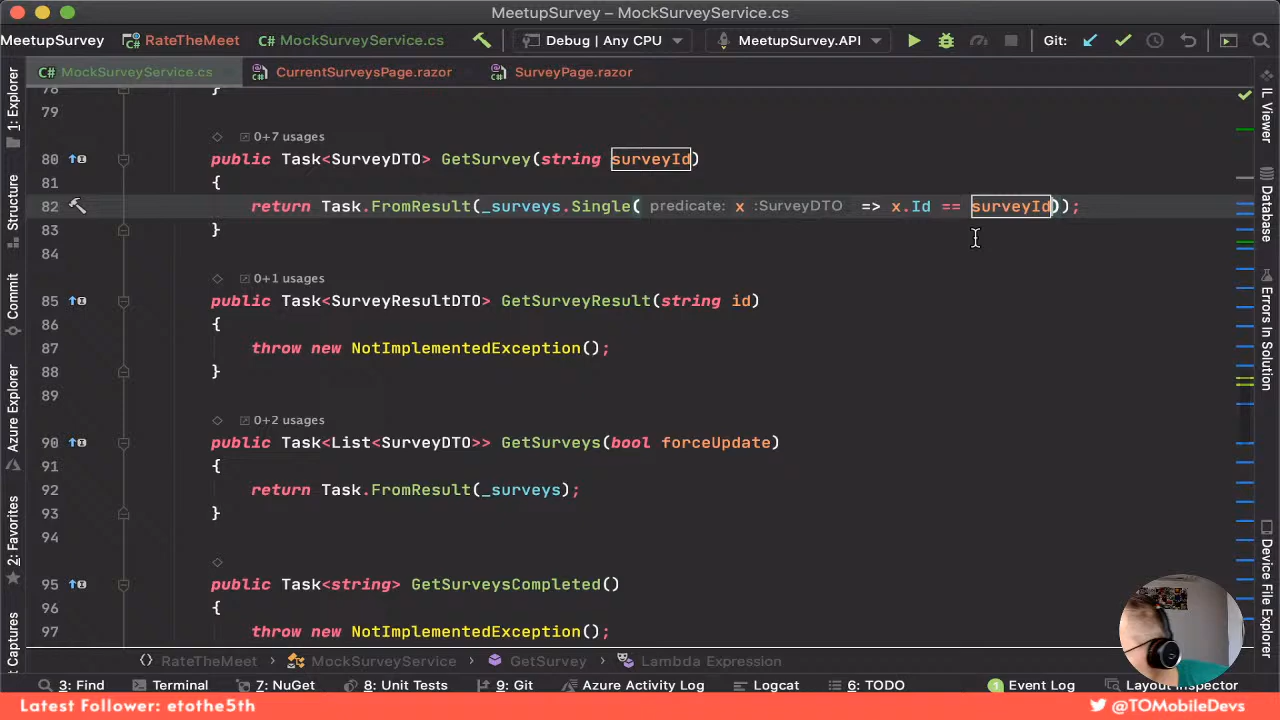 MeetupSurvey – MockSurveyService.cs
MeetupSurvey RateTheMeet MockSurveyService.cs Debug | Any CPU MeetupSurvey.API Git:
MockSurveyService.cs CurrentSurveysPage.razor SurveyPage.razor
78 }
79
0+7 usages
80 public Task<SurveyDTO> GetSurvey(string surveyId)
81 {
82 return Task.FromResult(_surveys.Single( predicate: x :SurveyDTO => x.Id == surveyId));
83 }
84
0+1 usages
85 public Task<SurveyResultDTO> GetSurveyResult(string id)
86 {
87 throw new NotImplementedException();
88 }
89
0+2 usages
90 public Task<List<SurveyDTO>> GetSurveys(bool forceUpdate)
91 {
92 return Task.FromResult(_surveys);
93 }
94
95 public Task<string> GetSurveysCompleted()
96 {
97 throw new NotImplementedException();
1: Explorer
Structure
Commit
Azure Explorer
2: Favorites
Captures
IL Viewer
Database
Errors In Solution
Device File Explorer
RateTheMeet > MockSurveyService > GetSurvey > Lambda Expression
3: Find Terminal 7: NuGet 8: Unit Tests 9: Git Azure Activity Log Logcat 6: TODO 1 Event Log Layout Inspector
Latest Follower: etothe5th @TOMobileDevs